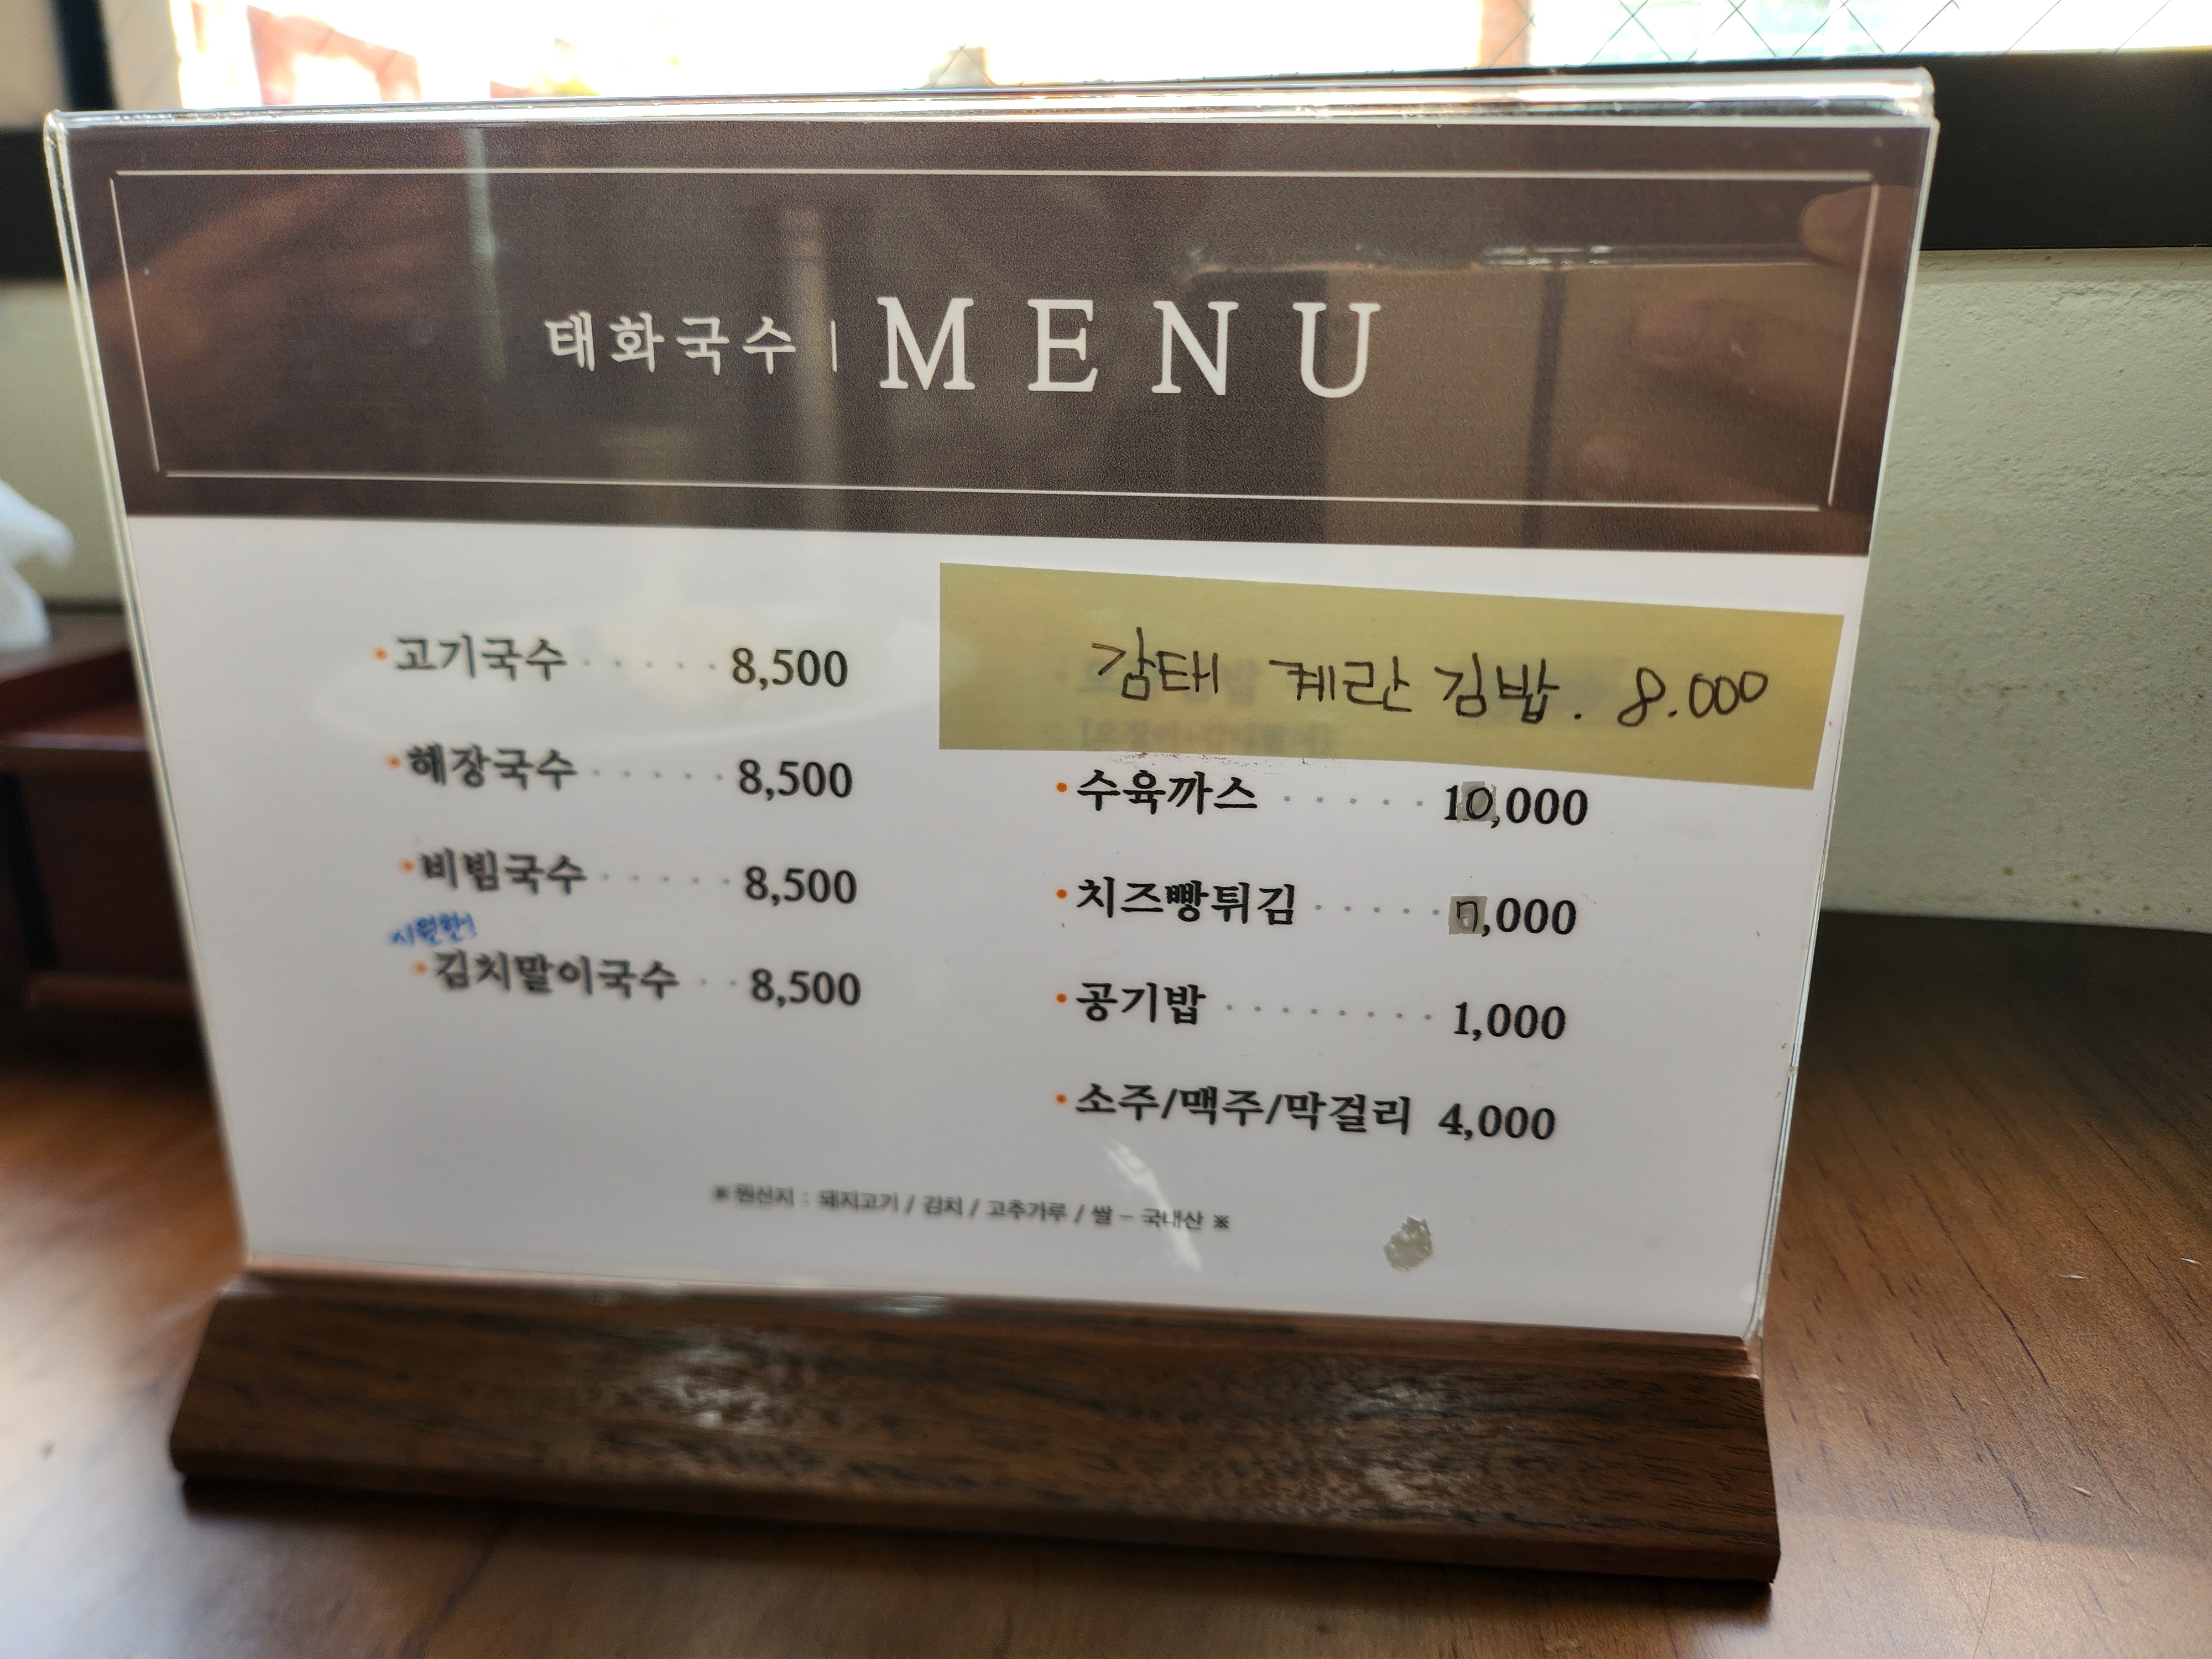 태화국수 | MENU
고기국수 ····· 8,500
해장국수 ····· 8,500
비빔국수 ····· 8,500
시원한!
김치말이국수 ·· 8,500
감태 계란 김밥. 8.000
수육까스 ····· 10,000
치즈빵튀김 ····· 7,000
공기밥 ········ 1,000
소주/맥주/막걸리 4,000
※ 원산지 : 돼지고기 / 김치 / 고추가루 / 쌀 - 국내산 ※